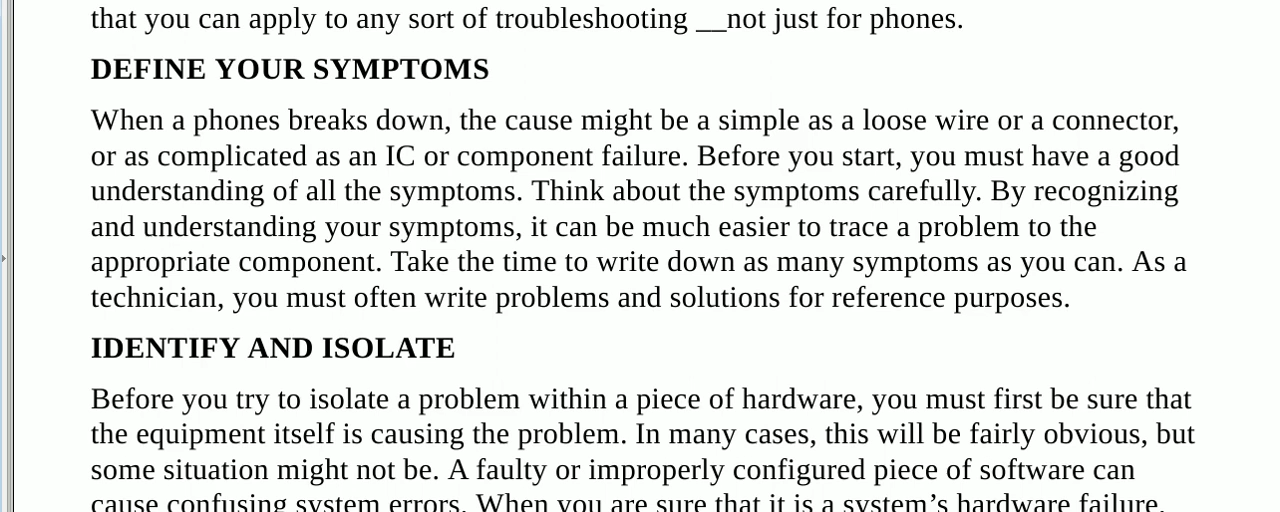 that you can apply to any sort of troubleshooting __not just for phones.
DEFINE YOUR SYMPTOMS
When a phones breaks down, the cause might be a simple as a loose wire or a connector,
or as complicated as an IC or component failure. Before you start, you must have a good
understanding of all the symptoms. Think about the symptoms carefully. By recognizing
and understanding your symptoms, it can be much easier to trace a problem to the
appropriate component. Take the time to write down as many symptoms as you can. As a
technician, you must often write problems and solutions for reference purposes.
IDENTIFY AND ISOLATE
Before you try to isolate a problem within a piece of hardware, you must first be sure that
the equipment itself is causing the problem. In many cases, this will be fairly obvious, but
some situation might not be. A faulty or improperly configured piece of software can
cause confusing system errors. When you are sure that it is a system’s hardware failure,